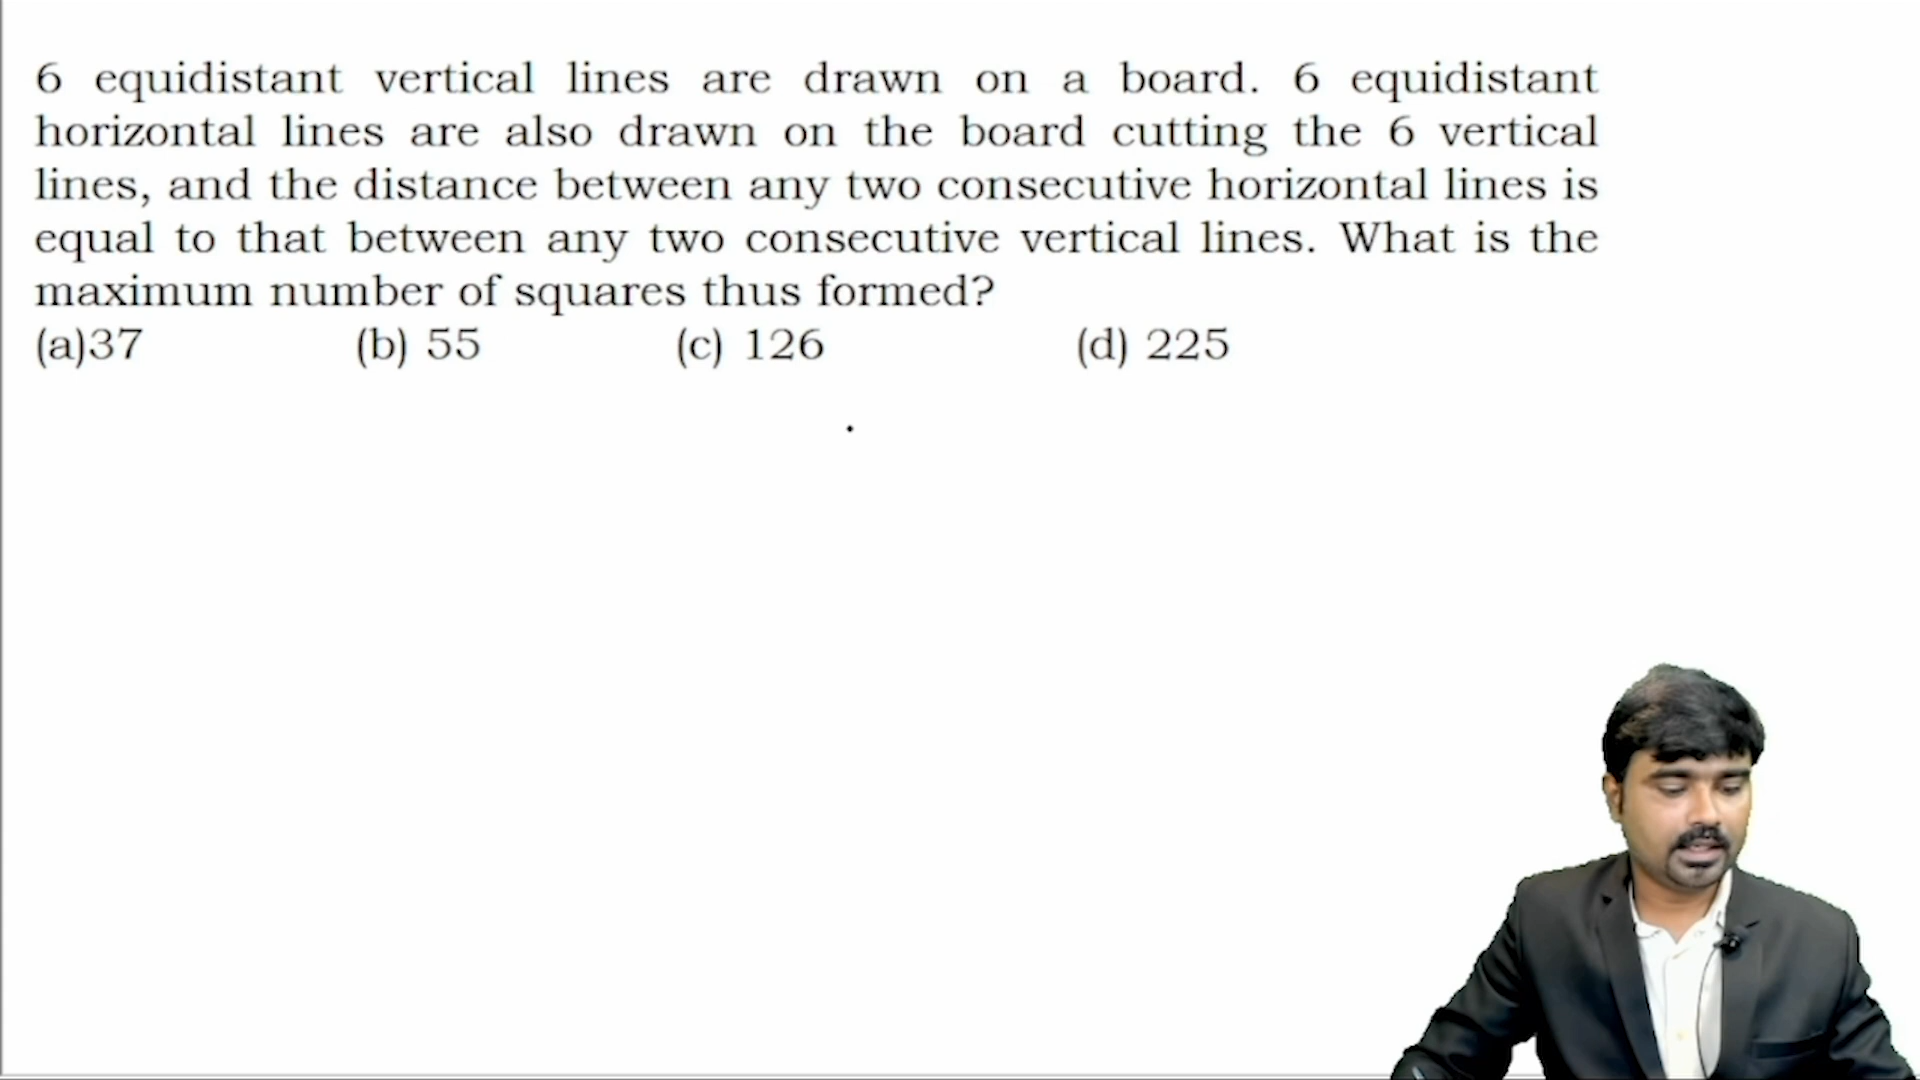 6 equidistant vertical lines are drawn on a board. 6 equidistant
horizontal lines are also drawn on the board cutting the 6 vertical
lines, and the distance between any two consecutive horizontal lines is
equal to that between any two consecutive vertical lines. What is the
maximum number of squares thus formed?
(a)37 (b) 55 (c) 126 (d) 225